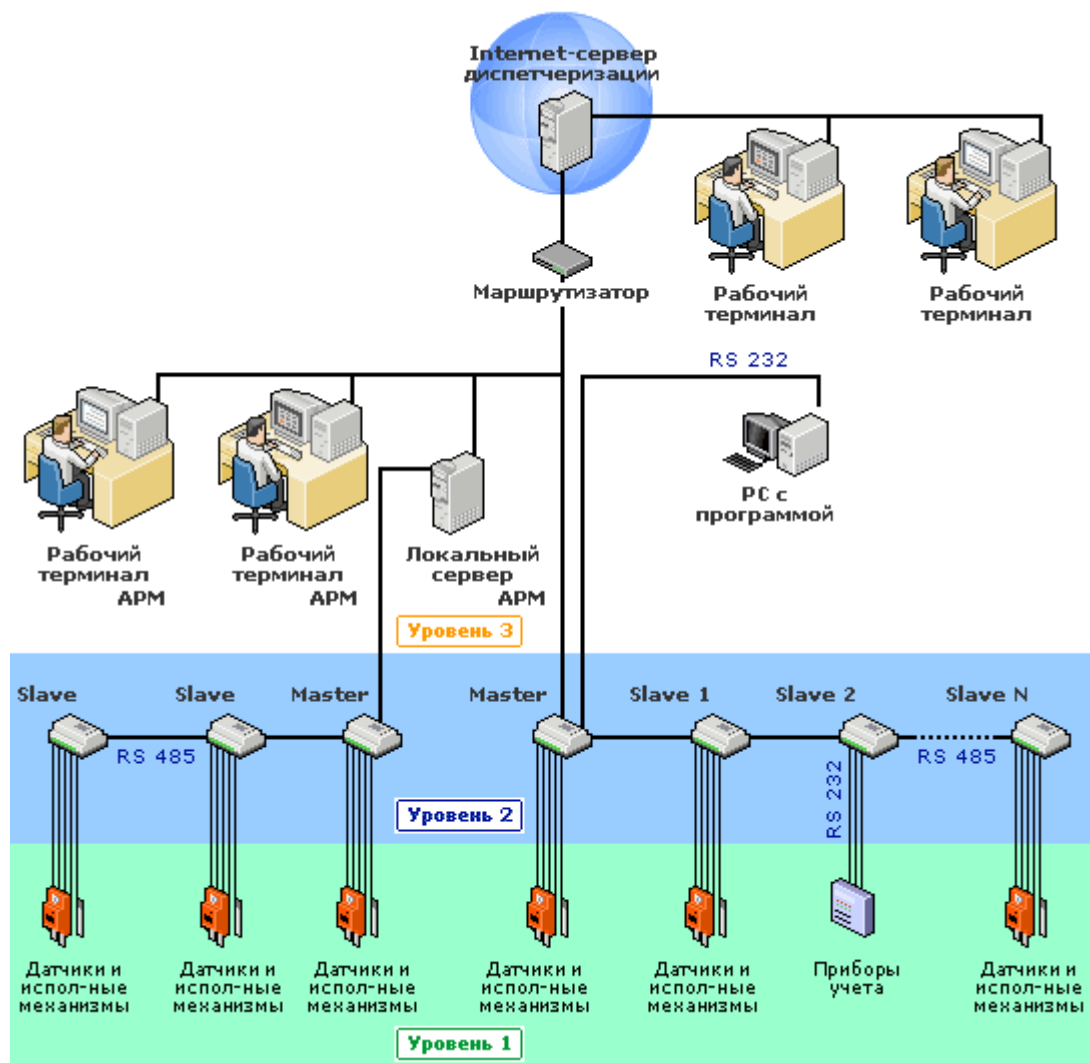 Internet-сервер
диспетчеризации
Маршрутизатор
Рабочий
терминал
Рабочий
терминал
RS 232
PC с
программой
Рабочий
терминал
АРМ
Рабочий
терминал
АРМ
Локальный
сервер
АРМ
Уровень 3
Slave
Slave
Master
Master
Slave 1
Slave 2
Slave N
RS 485
RS 485
RS 232
Уровень 2
Датчики и
испол-ные
механизмы
Датчики и
испол-ные
механизмы
Датчики и
испол-ные
механизмы
Датчики и
испол-ные
механизмы
Датчики и
испол-ные
механизмы
Приборы
учета
Датчики и
испол-ные
механизмы
Уровень 1